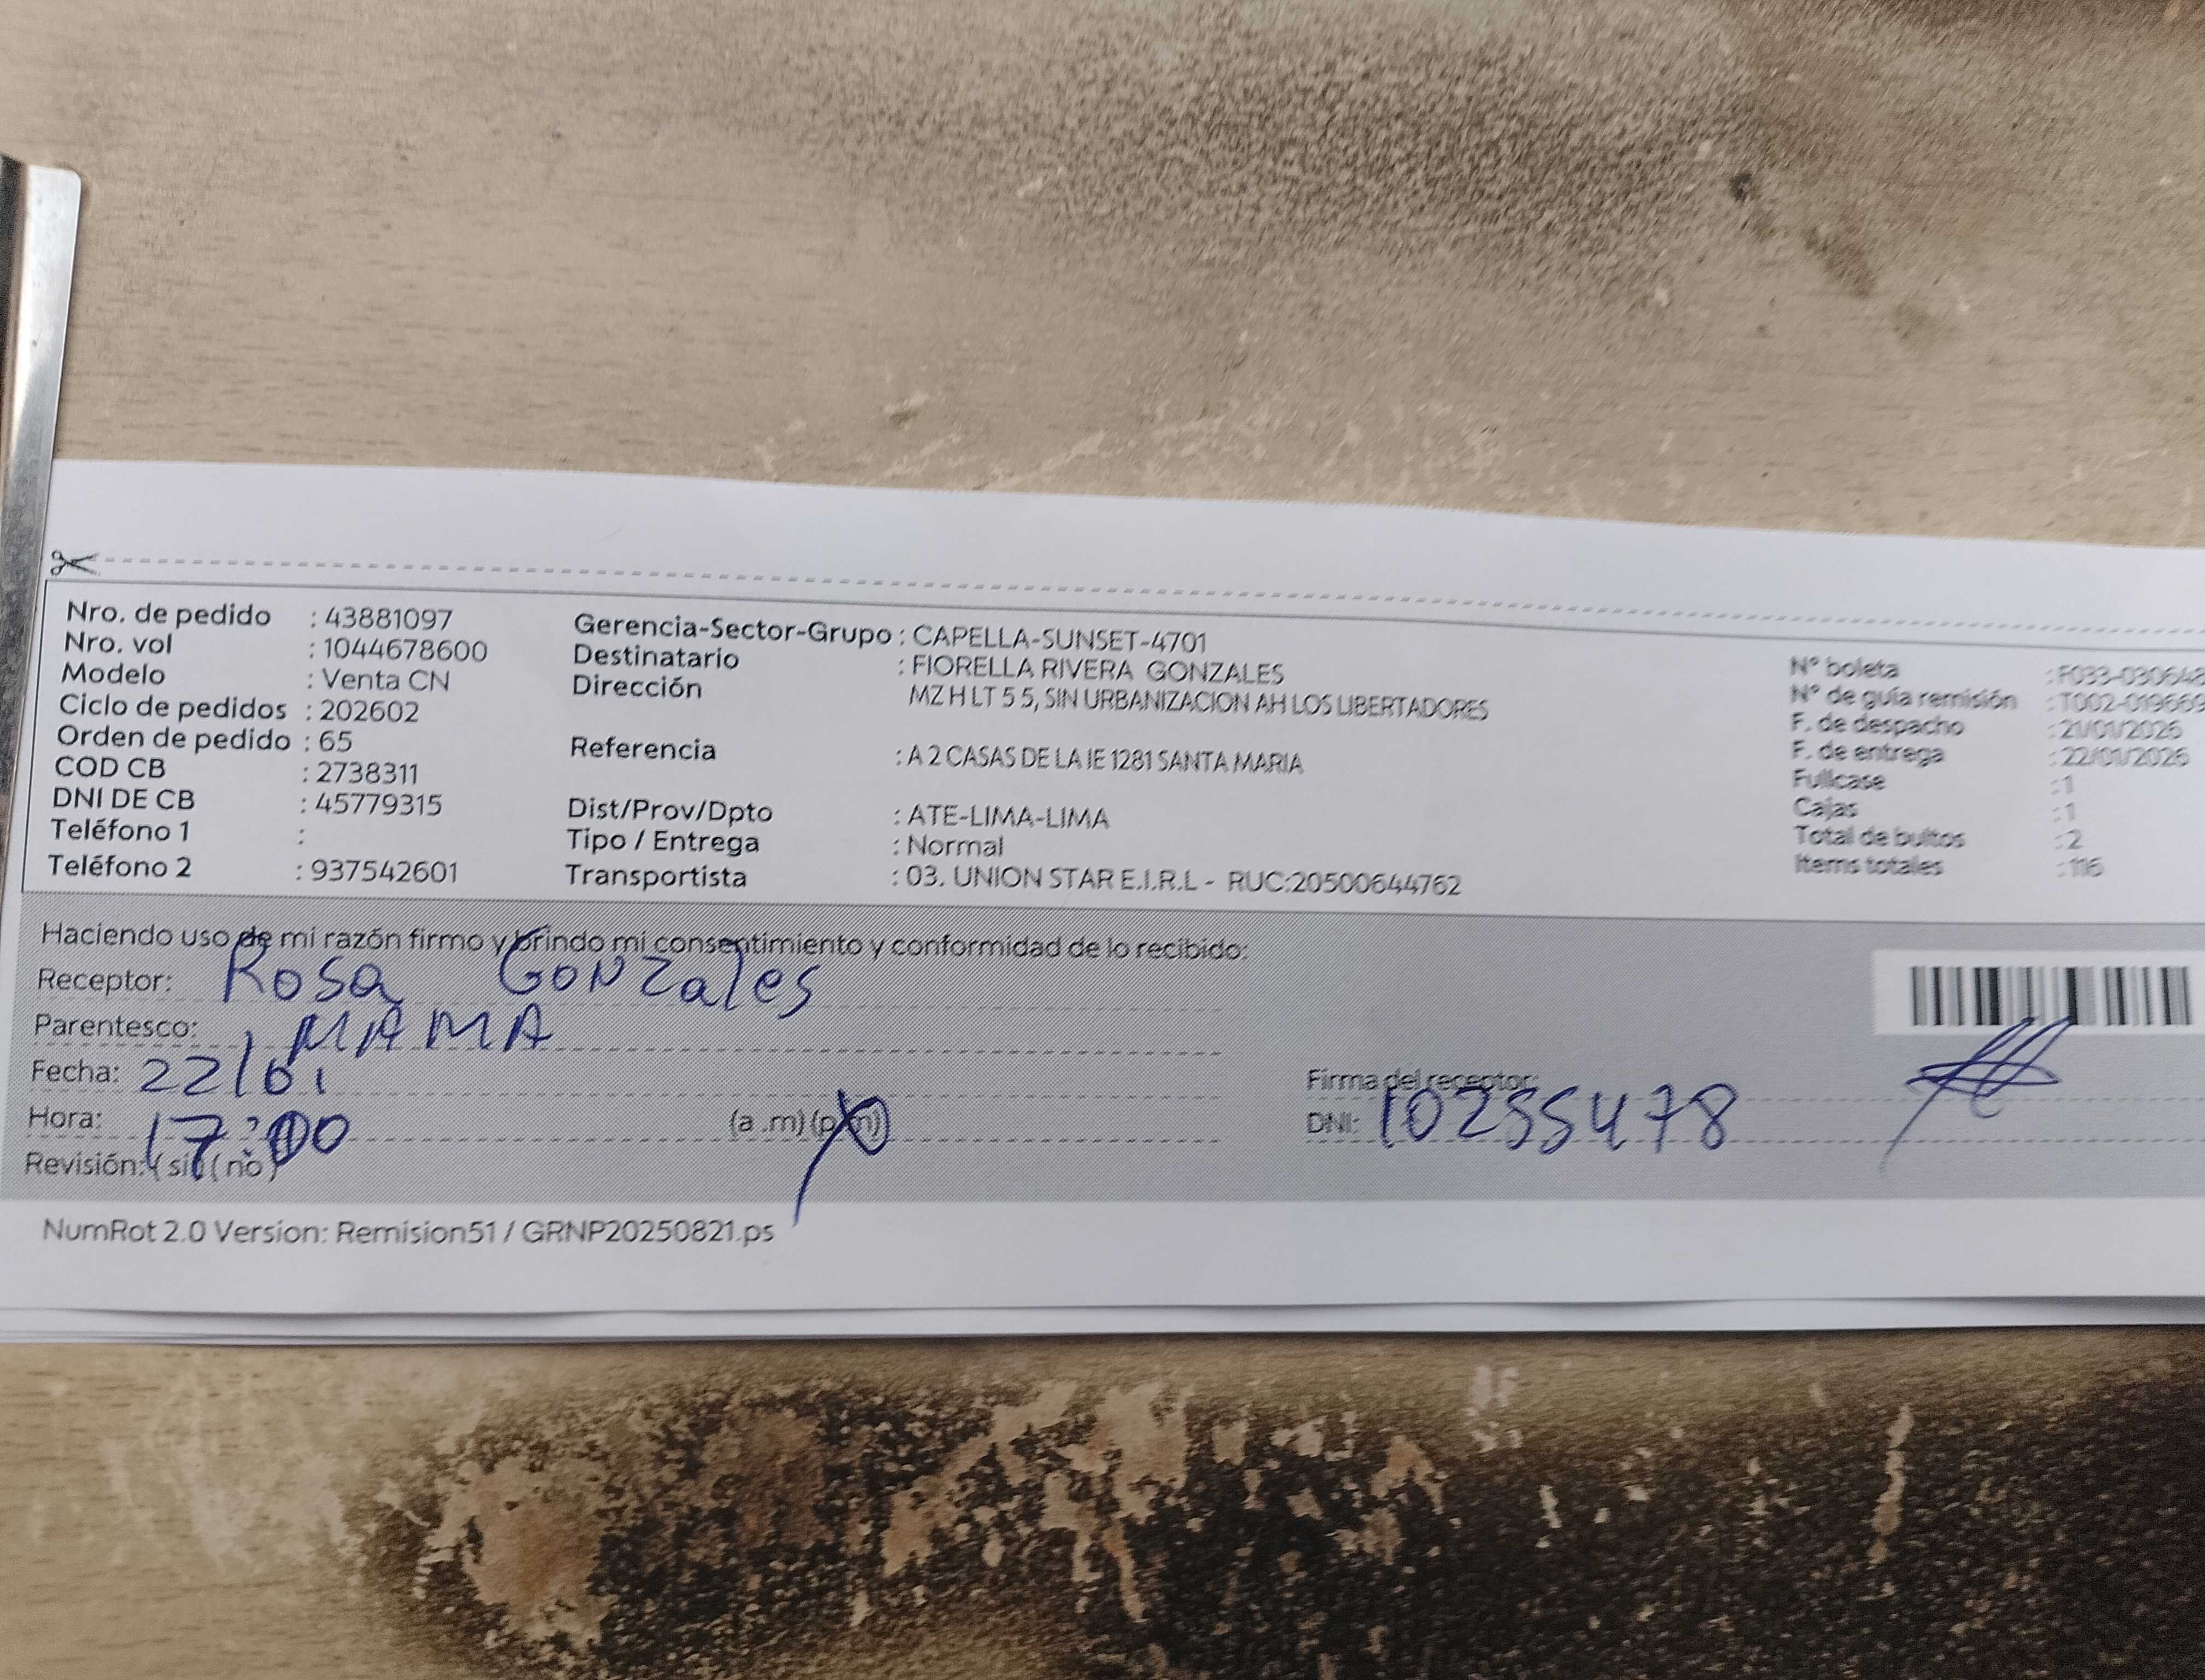 Nro. de pedido : 43881097
Nro. vol : 1044678600
Modelo : Venta CN
Ciclo de pedidos : 202602
Orden de pedido : 65
COD CB : 2738311
DNI DE CB : 45779315
Teléfono 1 :
Teléfono 2 : 937542601
Gerencia-Sector-Grupo : CAPELLA-SUNSET-4701
Destinatario : FIORELLA RIVERA GONZALES
Dirección MZ H LT 5 5, SIN URBANIZACION AH LOS LIBERTADORES
Referencia : A 2 CASAS DE LA IE 1281 SANTA MARIA
Dist/Prov/Dpto : ATE-LIMA-LIMA
Tipo / Entrega : Normal
Transportista : 03. UNION STAR E.I.R.L - RUC:20500644762
N° boleta : F033-030648
N° de guía remisión : T002-019669
F. de despacho : 21/01/2026
F. de entrega : 22/01/2026
Fullcase : 1
Cajas : 1
Total de bultos : 2
Items totales : 116
Haciendo uso de mi razón firmo y brindo mi consentimiento y conformidad de lo recibido:
Receptor: Rosa Gonzales
Parentesco: MAMA
Fecha: 22/01
Hora: 17:00 (a .m) (p.m)
Revisión: ( si ) ( no )
Firma del receptor:
DNI: 10255478
NumRot 2.0 Version: Remision51 / GRNP20250821.ps